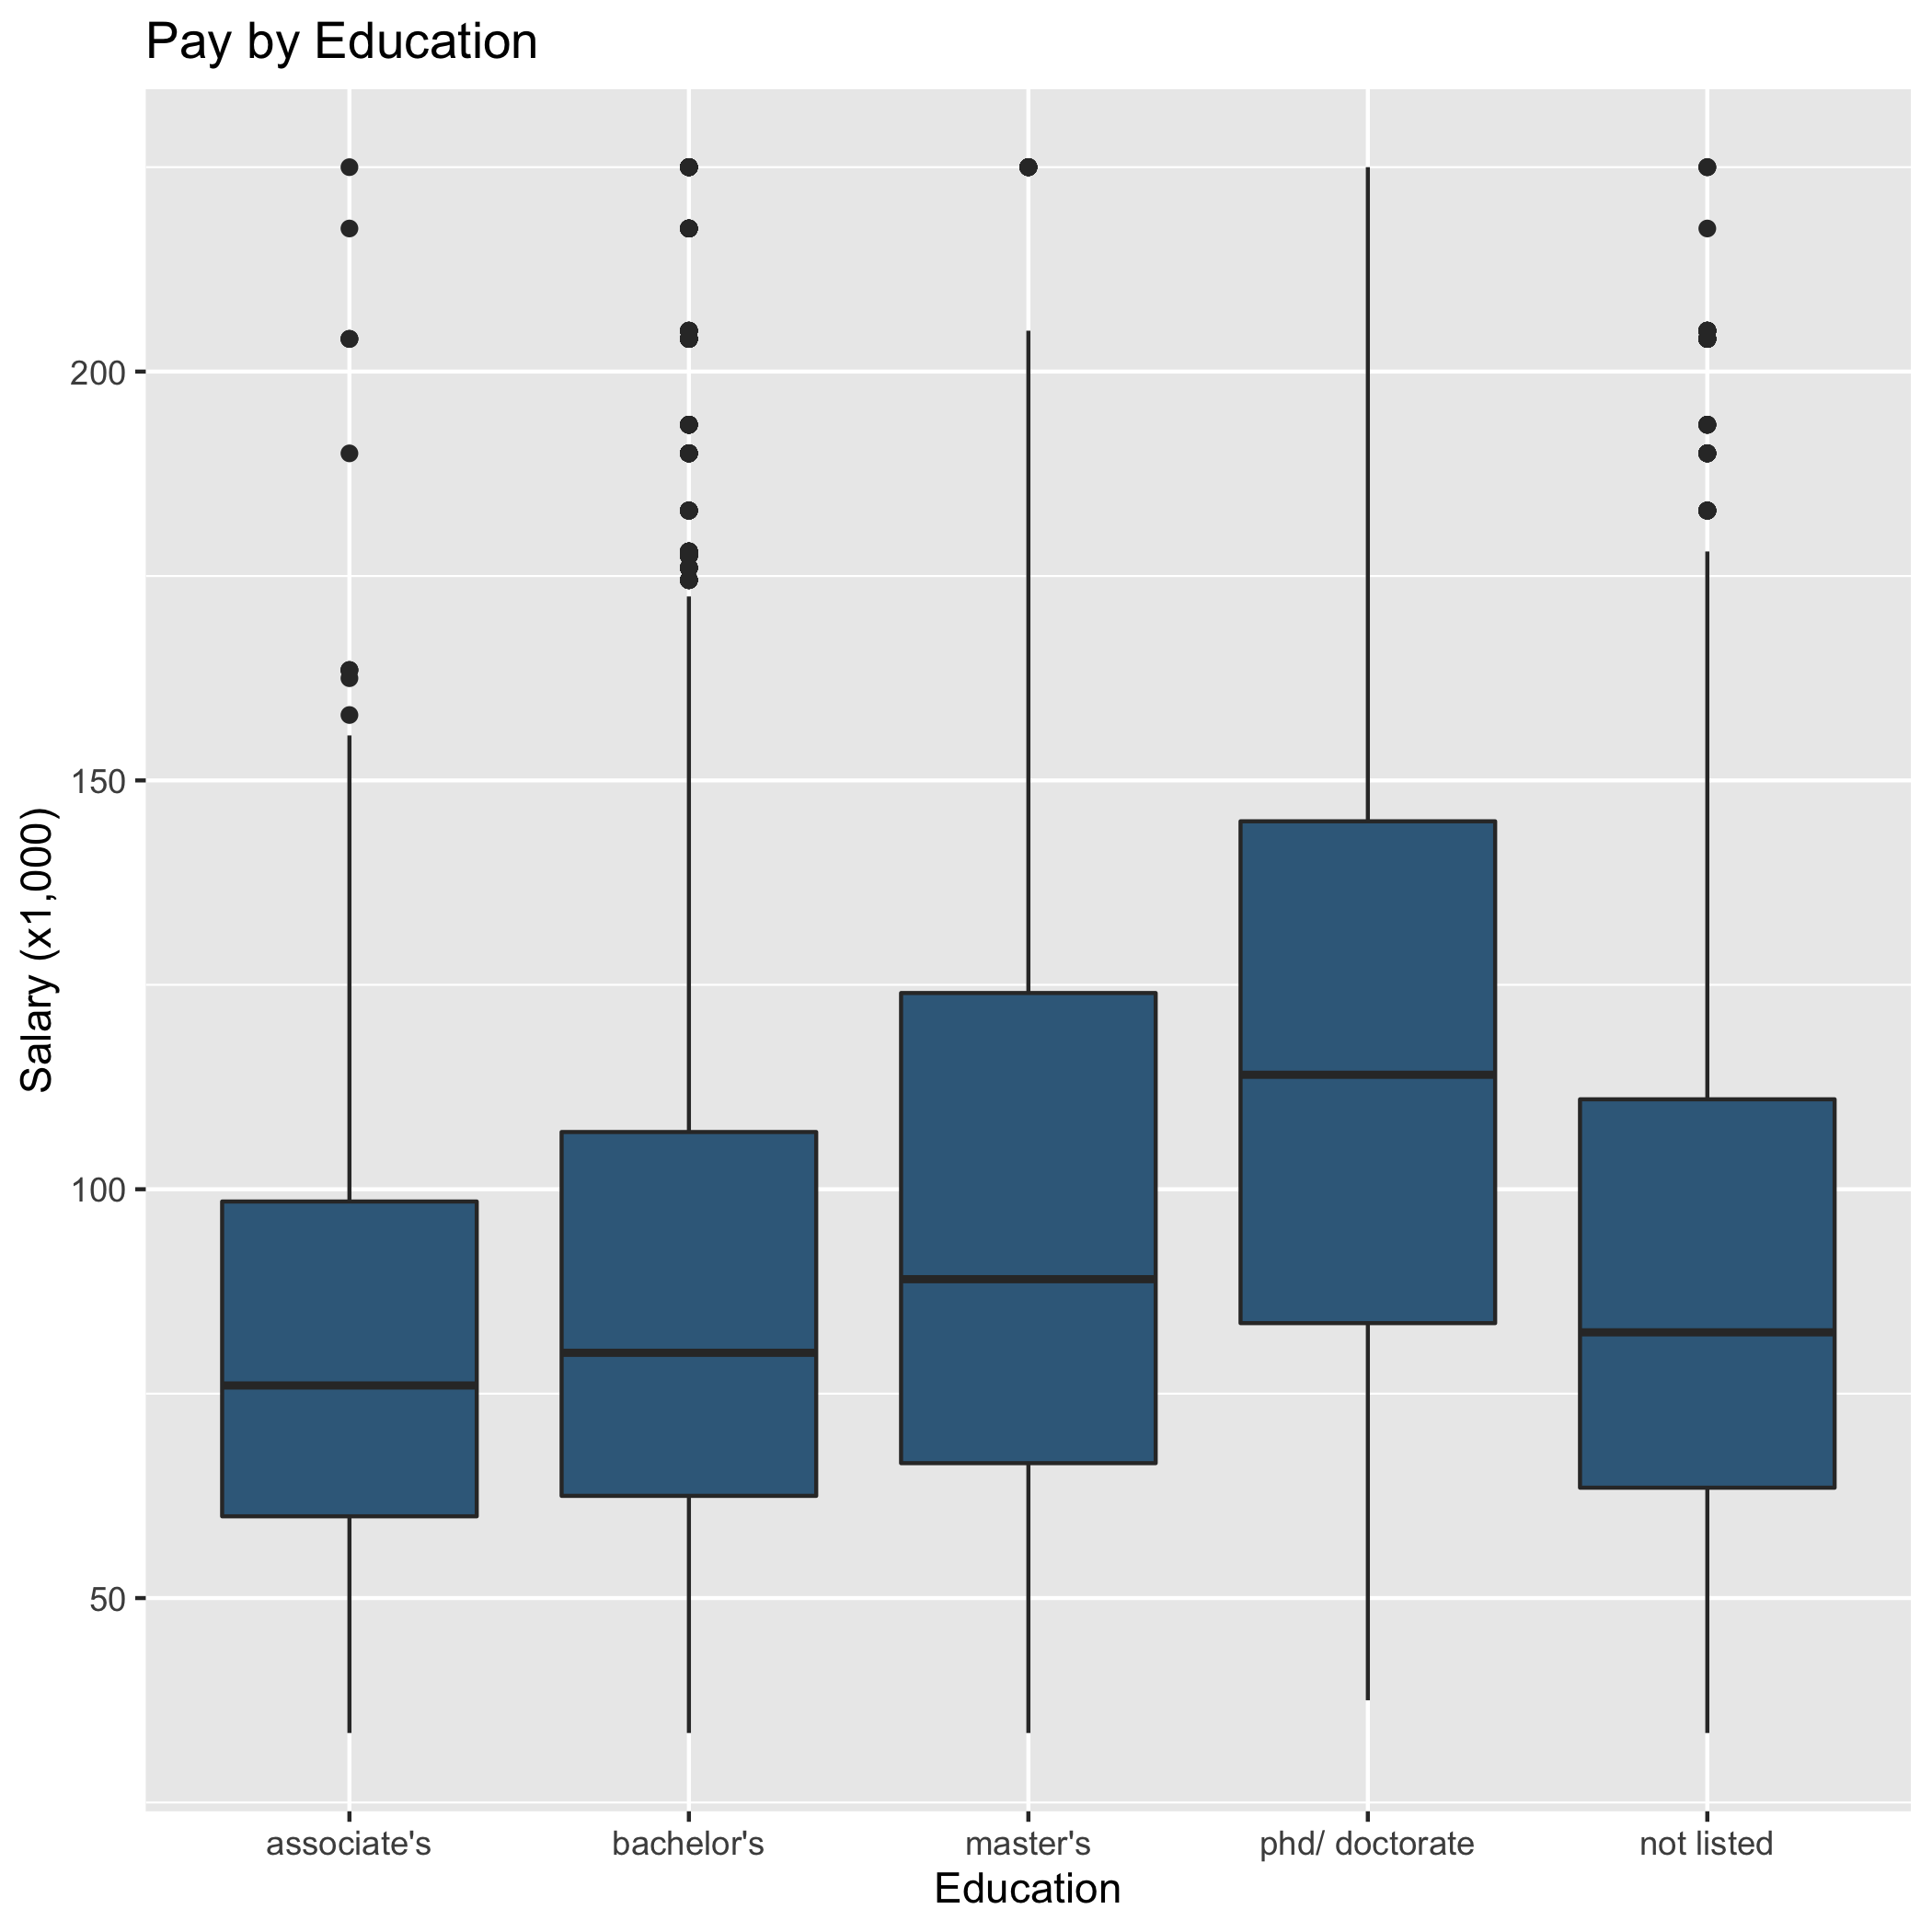 Pay by Education
Salary (x1,000)
200
150
100
50
associate's bachelor's master's phd/ doctorate not listed
Education